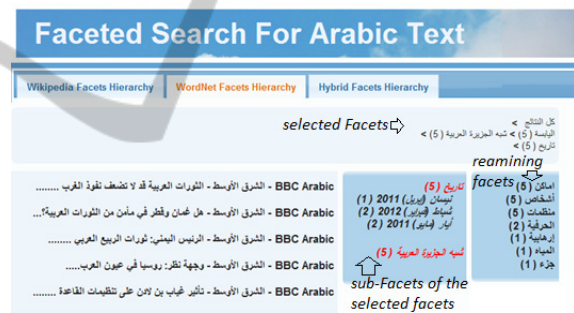 Faceted Search For Arabic Text
Wikipedia Facets Hierarchy
WordNet Facets Hierarchy
Hybrid Facets Hierarchy
selected Facets
كل النتائج >
اليابسة (5) > شبه الجزيرة العربية (5) >
تاريخ (5) >
reamining
facets
اماكن (5)
أشخاص (5)
منظمات (5)
الحرفية (2)
إرهابية (1)
المياه (1)
جزء (1)
تاريخ (5)
نيسان (إبريل) 2011 (1)
شباط (فبراير) 2012 (2)
أيار (مايو) 2011 (2)
شبه الجزيرة العربية (5)
sub-Facets of the
selected facets
BBC Arabic - الشرق الأوسط - الثورات العربية قد لا تضعف نفوذ الغرب ........
BBC Arabic - الشرق الأوسط - هل عُمان وقطر في مأمن من الثورات العربية؟...
BBC Arabic - الشرق الأوسط - الرئيس اليمني: ثورات الربيع العربي .........
BBC Arabic - الشرق الأوسط - وجهة نظر: روسيا في عيون العرب.....
BBC Arabic - الشرق الأوسط - تأثير غياب بن لادن على تنظيمات القاعدة ........